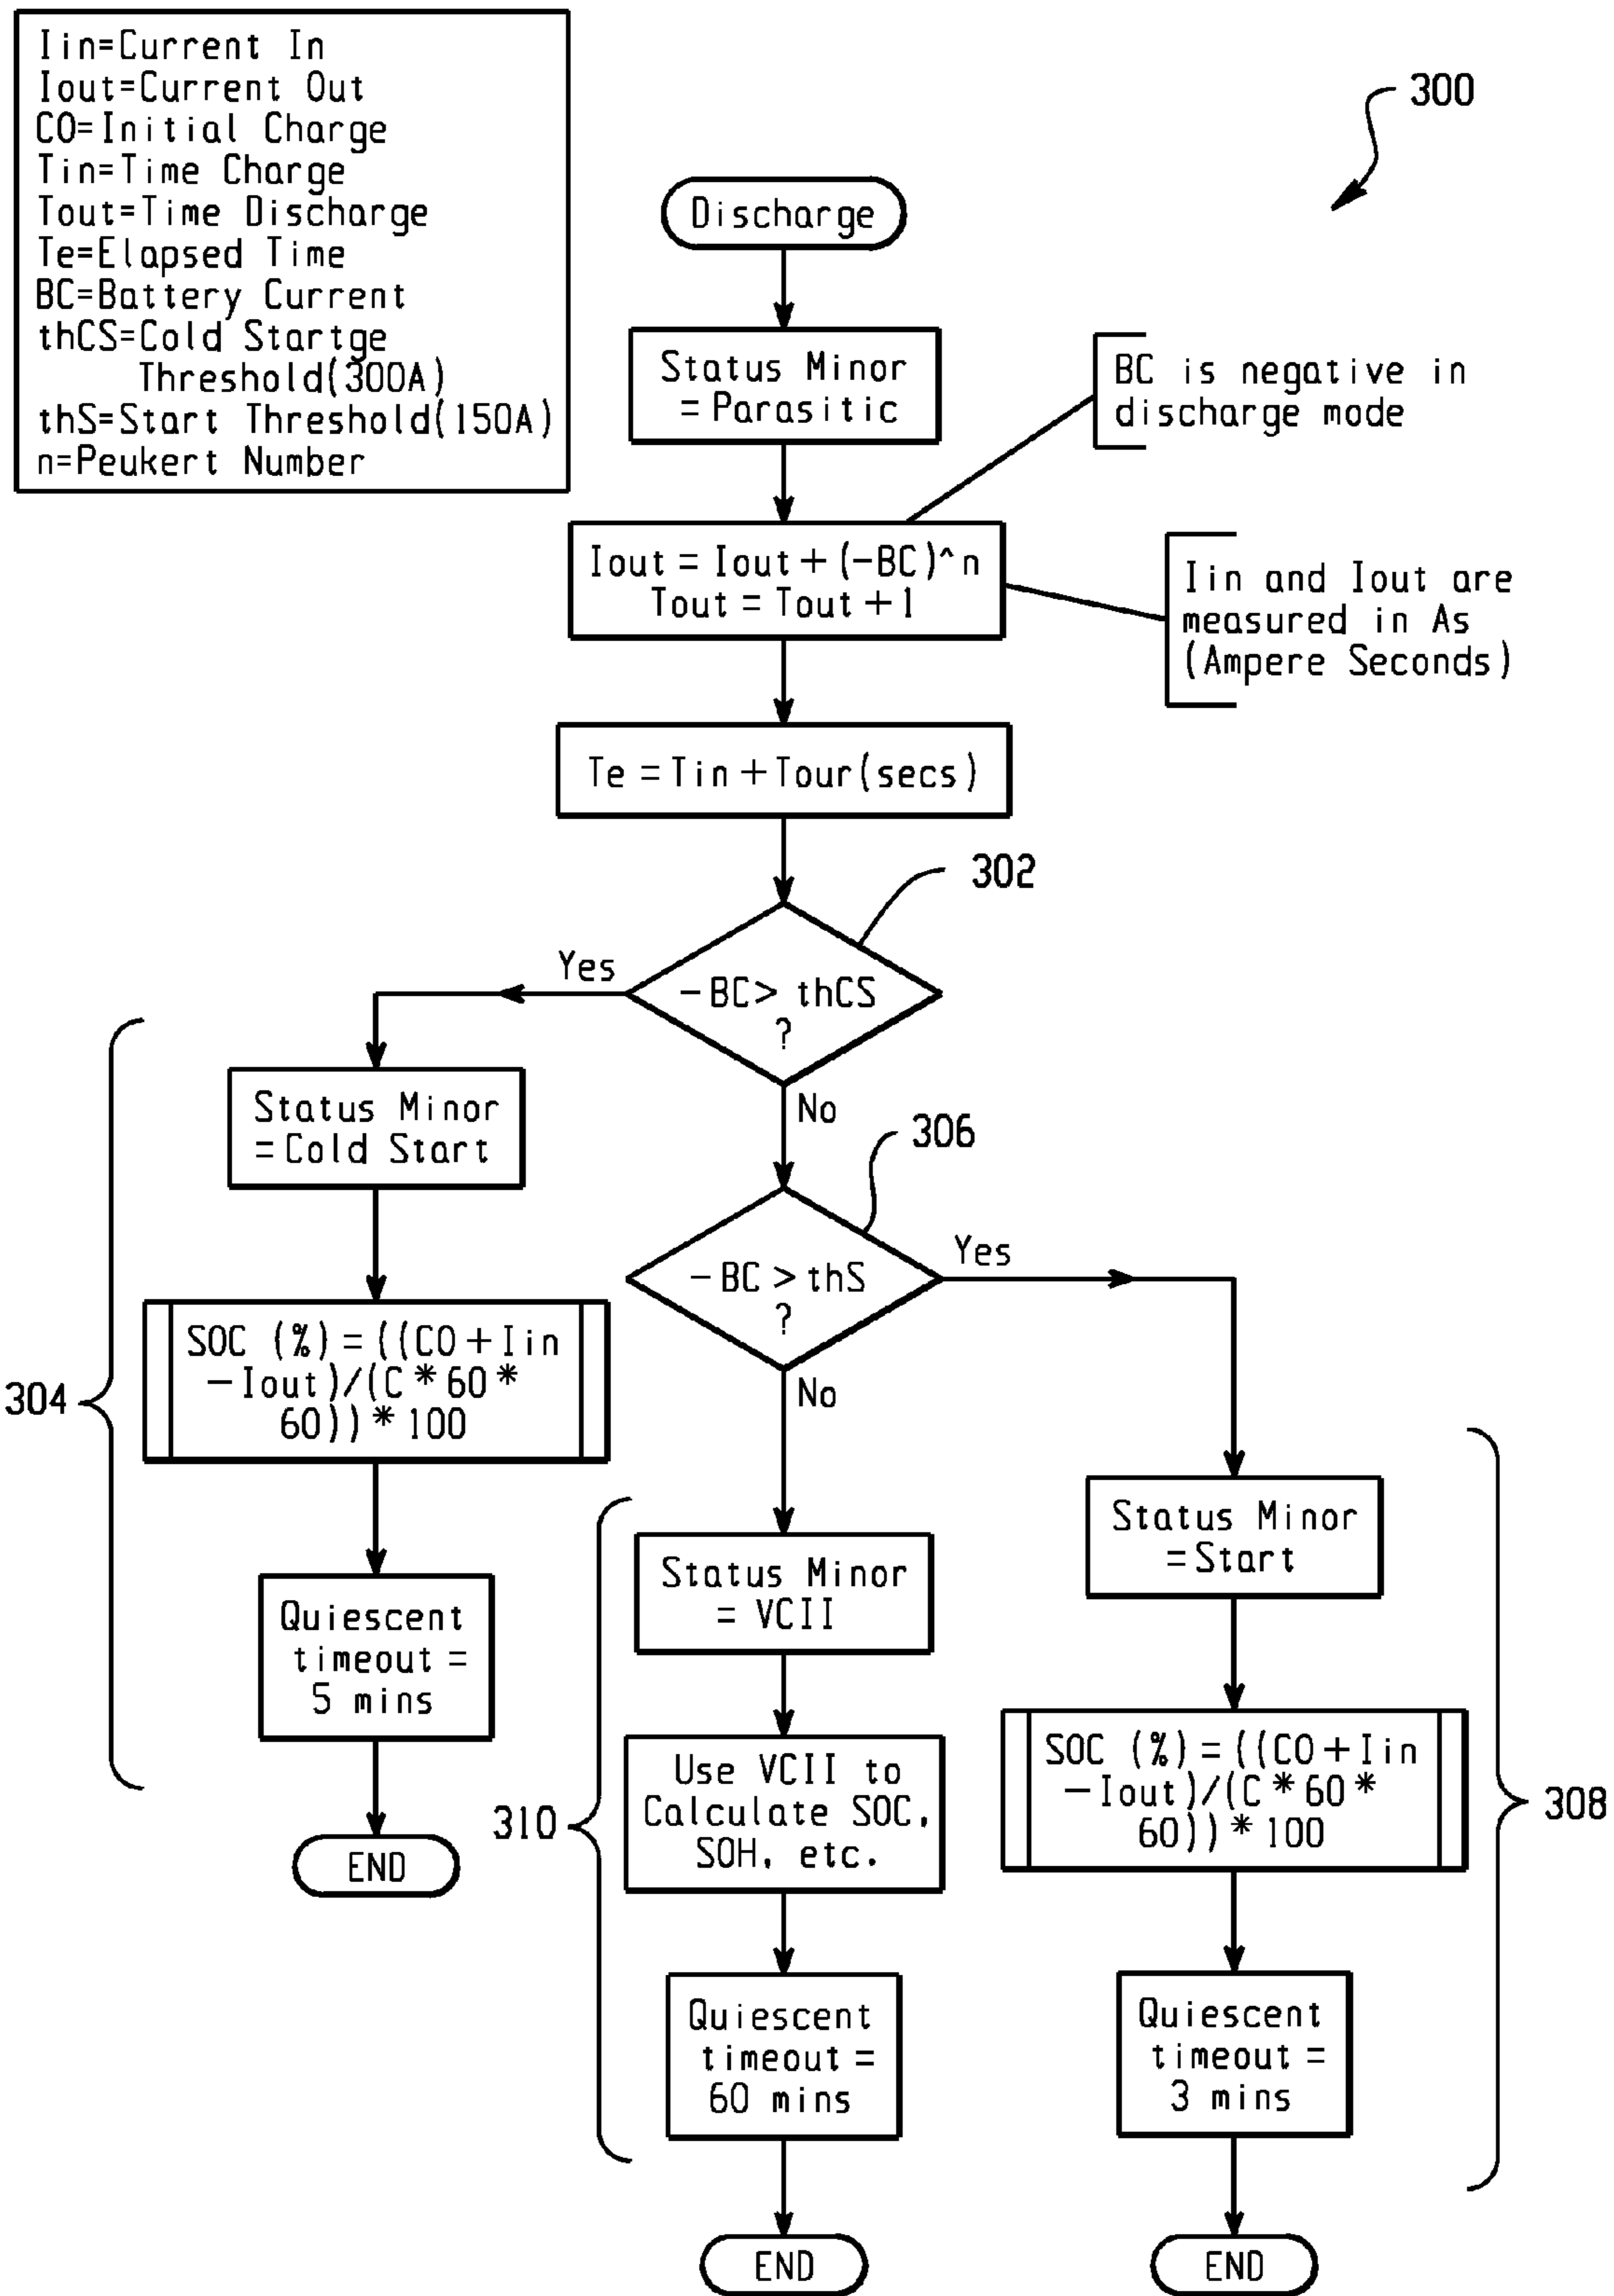 Iin=Current In
Iout=Current Out
CO=Initial Charge
Tin=Time Charge
Tout=Time Discharge
Te=Elapsed Time
BC=Battery Current
thCS=Cold Startge
Threshold(300A)
thS=Start Threshold(150A)
n=Peukert Number
300
Discharge
Status Minor
=Parasitic
BC is negative in
discharge mode
Iout = Iout + (-BC)^n
Tout = Tout + 1
Iin and Iout are
measured in As
(Ampere Seconds)
Te = Tin + Tour(secs)
302
-BC> thCS
?
Yes
No
304
Status Minor
=Cold Start
SOC (%) = ((CO + Iin
-Iout)/(C * 60 *
60)) * 100
Quiescent
timeout =
5 mins
END
306
-BC > thS
?
Yes
No
310
Status Minor
= VCII
Use VCII to
Calculate SOC,
SOH, etc.
Quiescent
timeout =
60 mins
END
308
Status Minor
=Start
SOC (%) = ((CO + Iin
-Iout)/(C * 60 *
60)) * 100
Quiescent
timeout =
3 mins
END